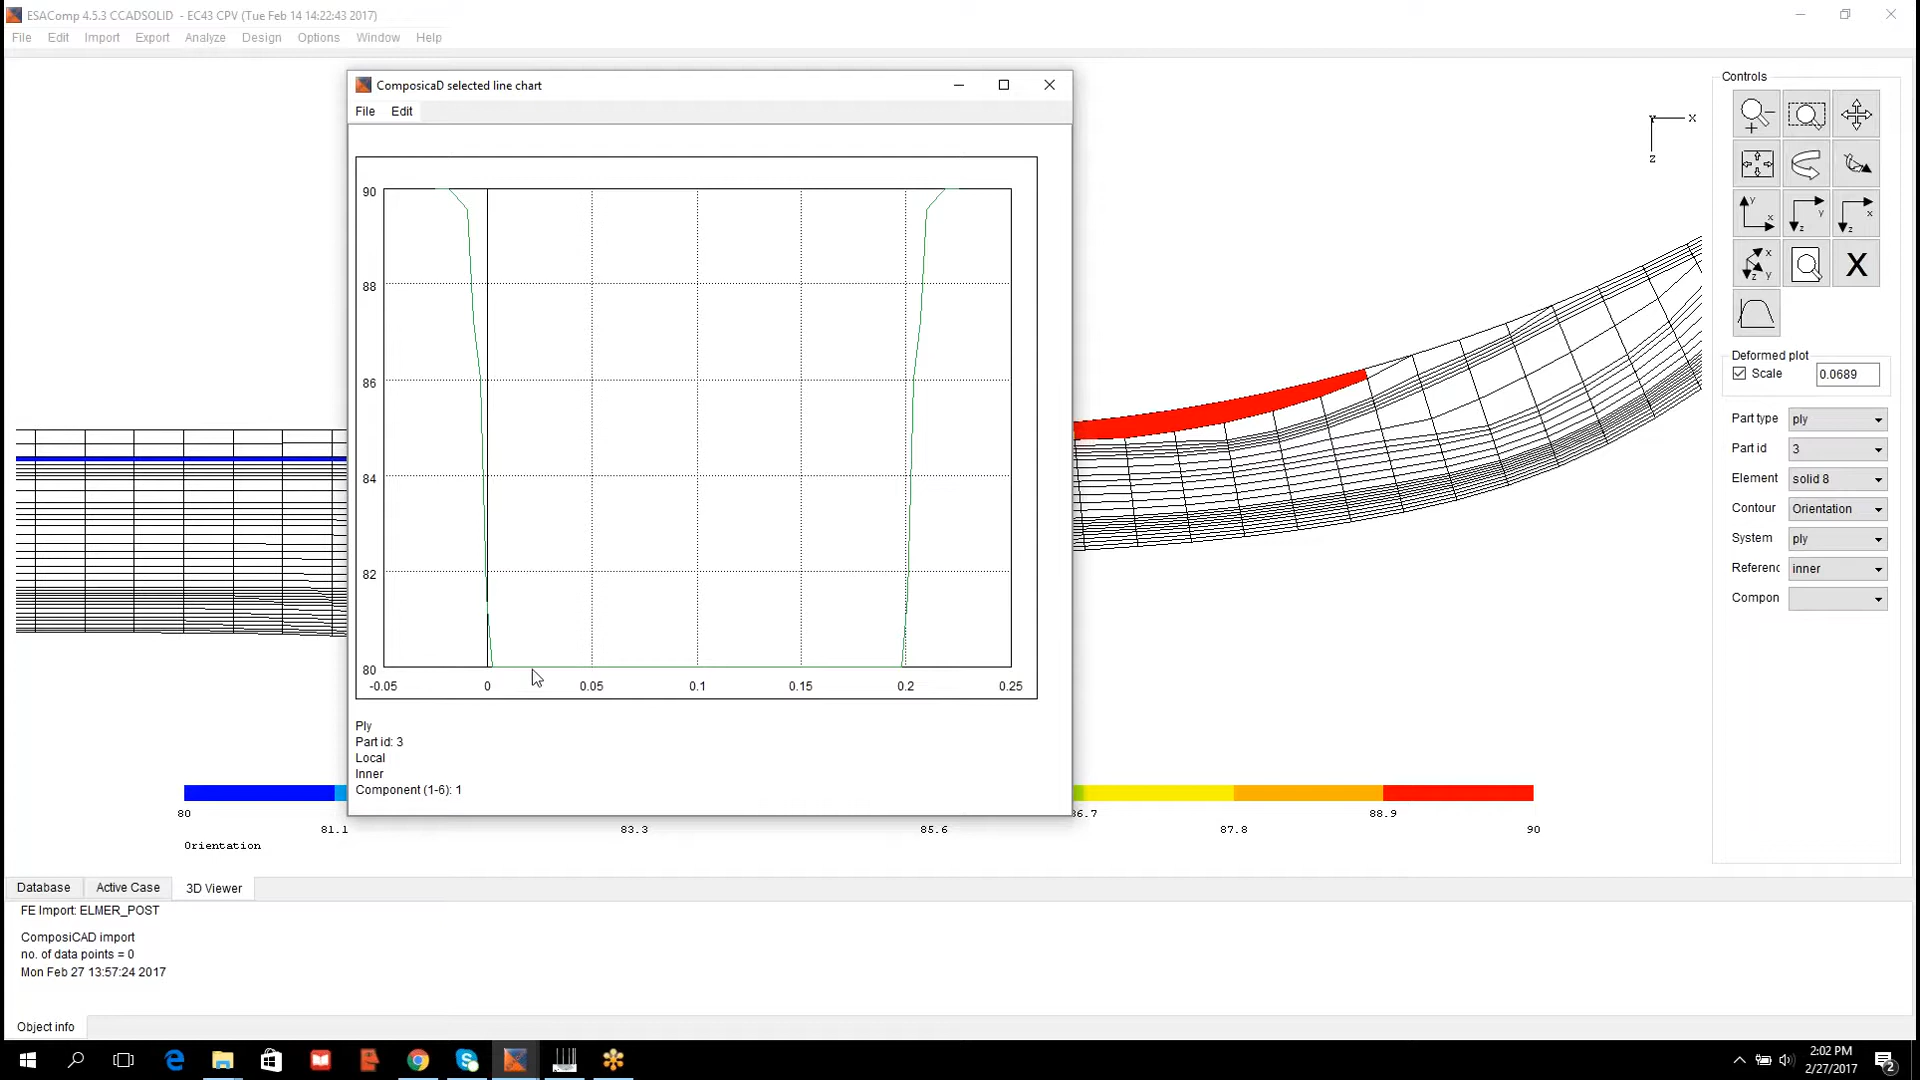 ESAComp 4.5.3 CCADSOLID - EC43 CPV (Tue Feb 14 14:22:43 2017)
File Edit Import Export Analyze Design Options Window Help
ComposicaD selected line chart
File Edit
90
88
86
84
82
80
-0.05 0 0.05 0.1 0.15 0.2 0.25
Ply
Part id: 3
Local
Inner
Component (1-6): 1
x
z
Controls
y
x
y
z
x
z
x
z y
X
Deformed plot
Scale 0.0689
Part type ply
Part id 3
Element solid 8
Contour Orientation
System ply
Referenc inner
Compon
80 86.7 88.9
81.1 83.3 85.6 87.8 90
Orientation
Database Active Case 3D Viewer
FE Import: ELMER_POST
ComposiCAD import
no. of data points = 0
Mon Feb 27 13:57:24 2017
Object info
2:02 PM
2/27/2017
2